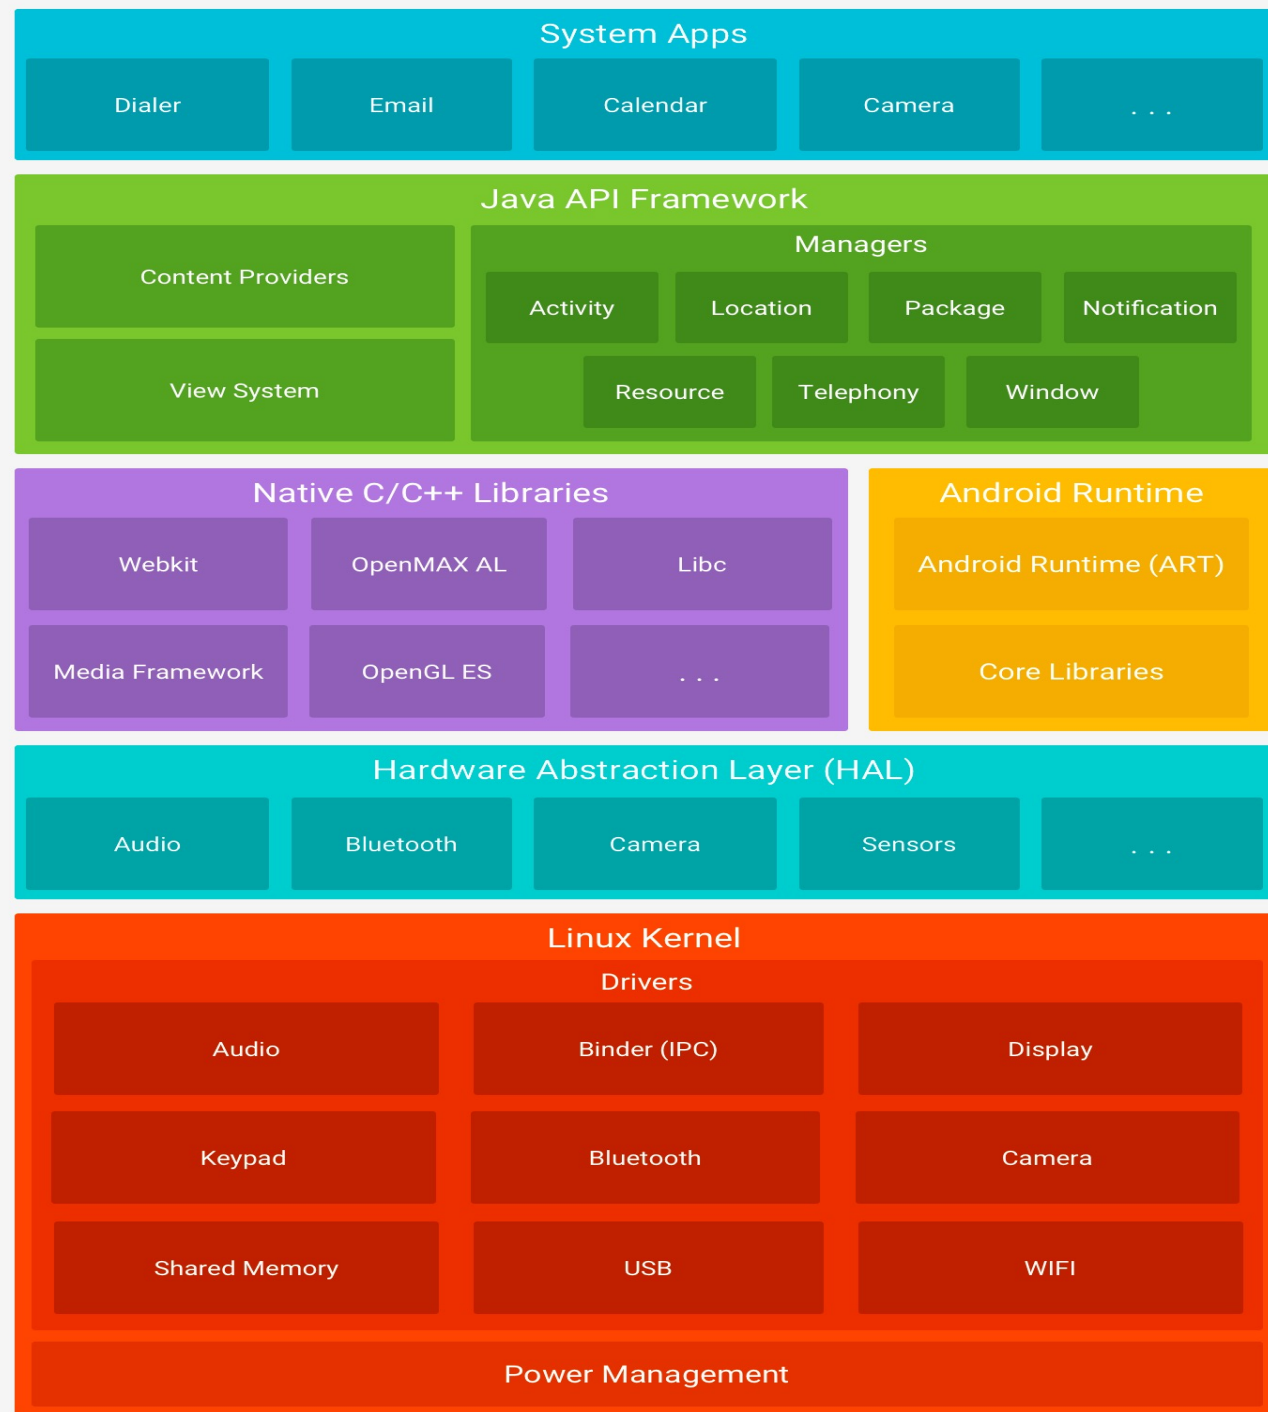 System Apps
Dialer Email Calendar Camera . . .
Java API Framework
Content Providers
View System
Managers
Activity Location Package Notification
Resource Telephony Window
Native C/C++ Libraries
Webkit OpenMAX AL Libc
Media Framework OpenGL ES . . .
Android Runtime
Android Runtime (ART)
Core Libraries
Hardware Abstraction Layer (HAL)
Audio Bluetooth Camera Sensors . . .
Linux Kernel
Drivers
Audio Binder (IPC) Display
Keypad Bluetooth Camera
Shared Memory USB WIFI
Power Management